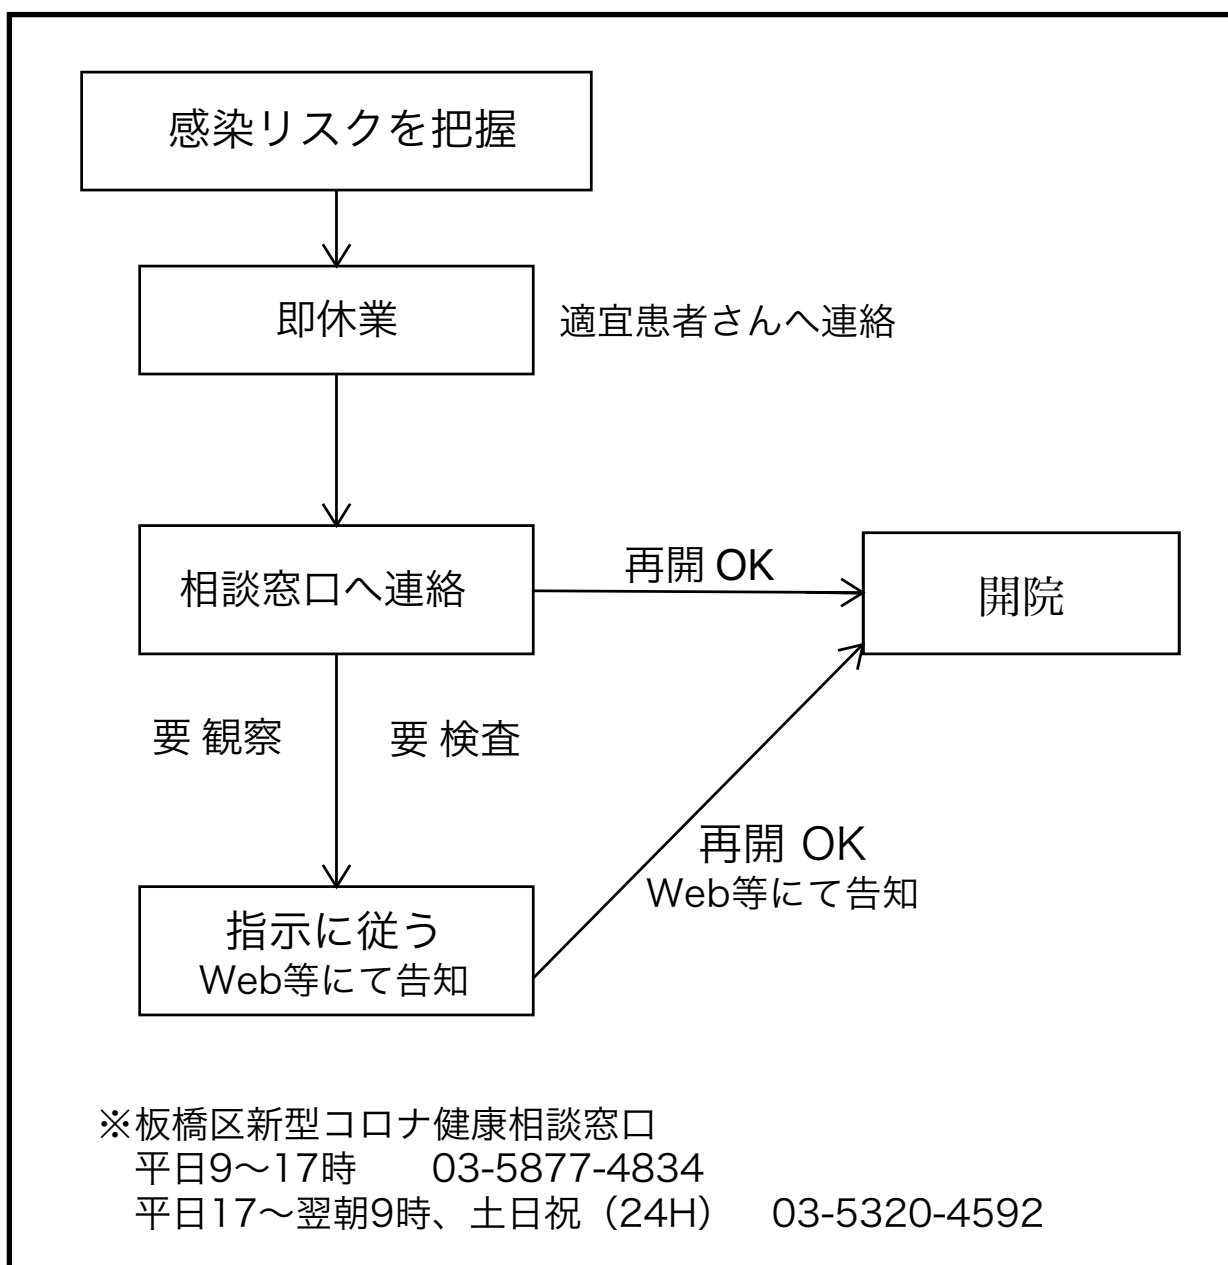 感染リスクを把握
即休業
適宜患者さんへ連絡
相談窓口へ連絡
再開 OK
開院
要 観察
要 検査
再開 OK
Web等にて告知
指示に従う
Web等にて告知
※板橋区新型コロナ健康相談窓口
平日9〜17時　　03-5877-4834
平日17〜翌朝9時、土日祝（24H）　03-5320-4592